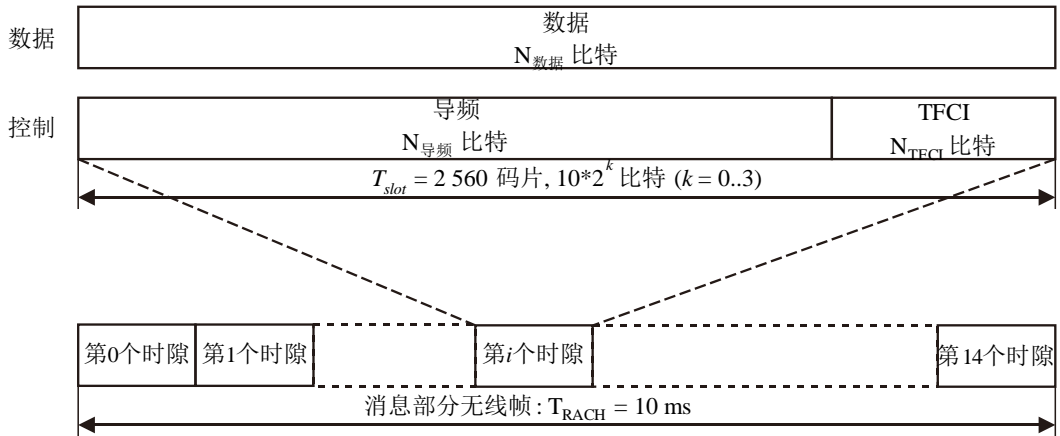 数据
数据
N数据 比特
控制
导频
N导频 比特
TFCI
NTFCI 比特
Tslot = 2 560 码片, 10*2^k 比特 (k = 0..3)
第0个时隙
第1个时隙
第i个时隙
第14个时隙
消息部分无线帧: TRACH = 10 ms